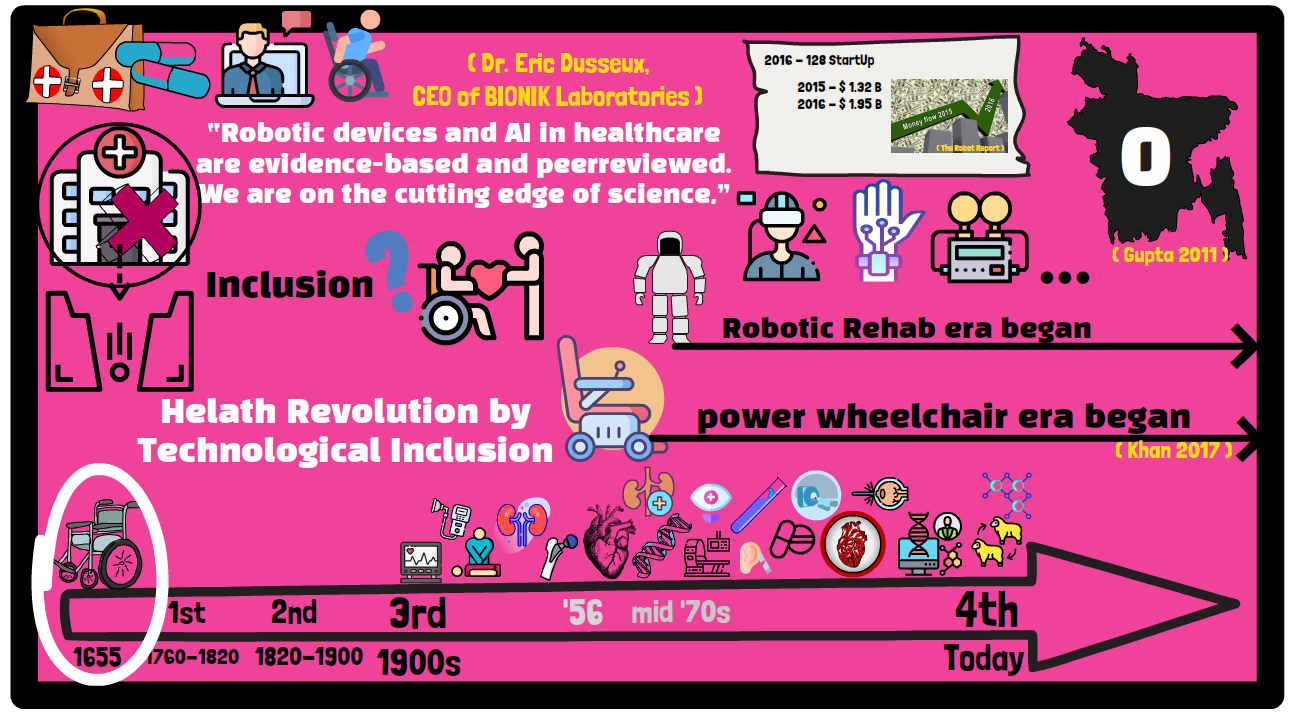 ( Dr. Eric Dusseux,
CEO of BIONIK Laboratories )
"Robotic devices and AI in healthcare
are evidence-based and peerreviewed.
We are on the cutting edge of science."
2016 - 128 StartUp
2015 - $ 1.32 B
2016 - $ 1.95 B
Money flow 2015
2016
( The Robot Report )
0
( Gupta 2011 )
Inclusion
?
...
Robotic Rehab era began
Helath Revolution by
Technological Inclusion
power wheelchair era began
( Khan 2017 )
1st
2nd
3rd
'56
mid '70s
4th
1655
1760-1820
1820-1900
1900s
Today